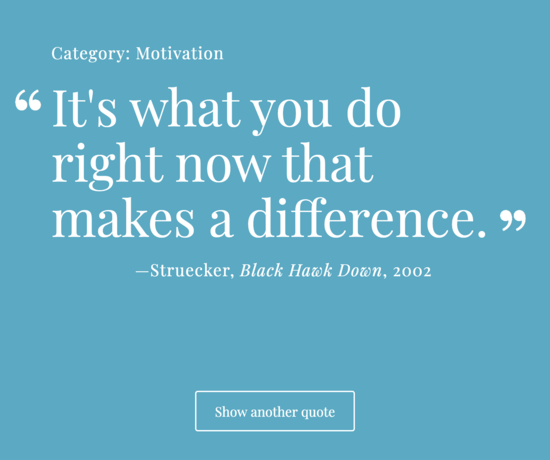 Category: Motivation
“It's what you do
right now that
makes a difference.”
—Struecker, Black Hawk Down, 2002
Show another quote